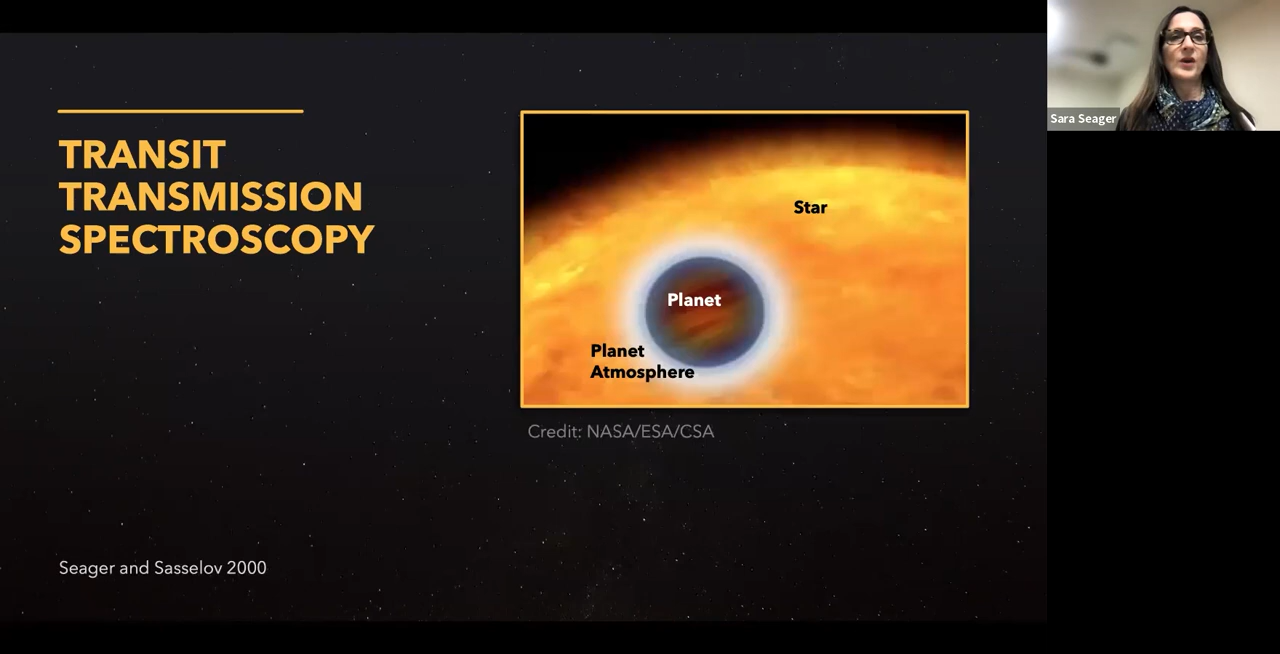 TRANSIT
TRANSMISSION
SPECTROSCOPY
Star
Planet
Planet
Atmosphere
Credit: NASA/ESA/CSA
Seager and Sasselov 2000
Sara Seager